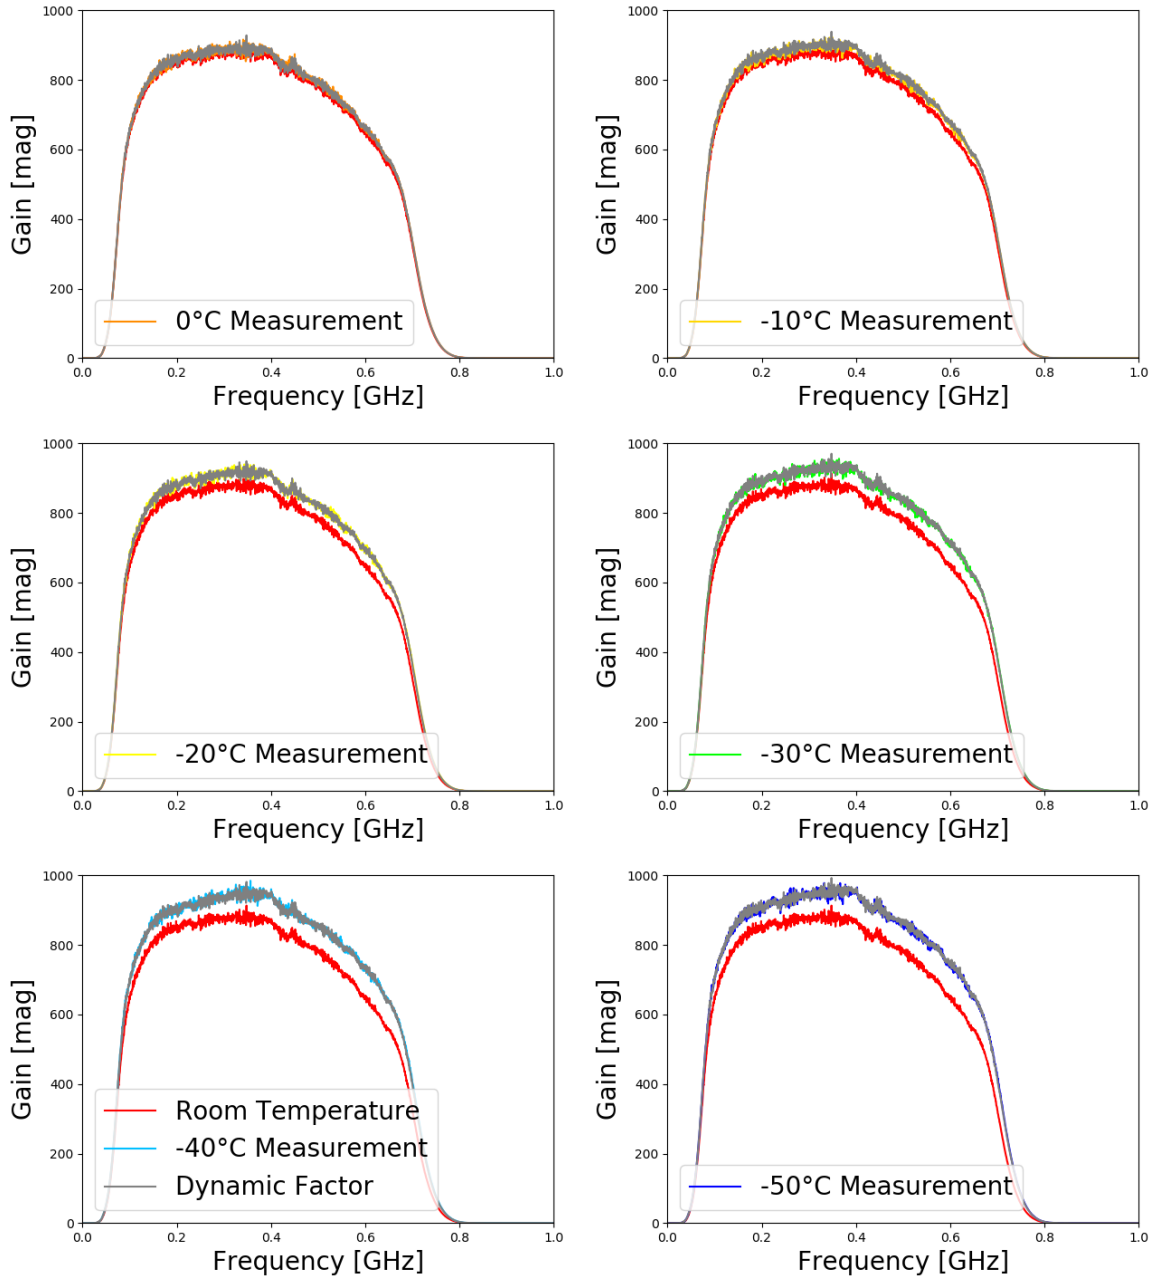 1000
800
600
400
200
0
Gain [mag]
0°C Measurement
0.0 0.2 0.4 0.6 0.8 1.0
Frequency [GHz]
1000
800
600
400
200
0
Gain [mag]
-10°C Measurement
0.0 0.2 0.4 0.6 0.8 1.0
Frequency [GHz]
1000
800
600
400
200
0
Gain [mag]
-20°C Measurement
0.0 0.2 0.4 0.6 0.8 1.0
Frequency [GHz]
1000
800
600
400
200
0
Gain [mag]
-30°C Measurement
0.0 0.2 0.4 0.6 0.8 1.0
Frequency [GHz]
1000
800
600
400
200
0
Gain [mag]
Room Temperature
-40°C Measurement
Dynamic Factor
0.0 0.2 0.4 0.6 0.8 1.0
Frequency [GHz]
1000
800
600
400
200
0
Gain [mag]
-50°C Measurement
0.0 0.2 0.4 0.6 0.8 1.0
Frequency [GHz]